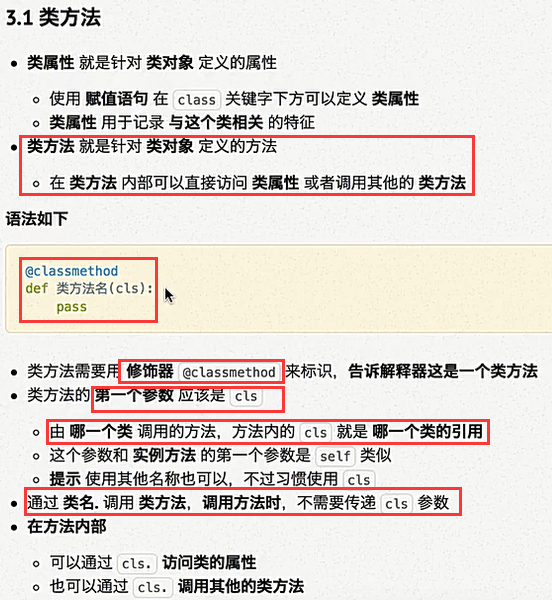 3.1 类方法
类属性 就是针对 类对象 定义的属性
使用 赋值语句 在 class 关键字下方可以定义 类属性
类属性 用于记录 与这个类相关 的特征
类方法 就是针对 类对象 定义的方法
在 类方法 内部可以直接访问 类属性 或者调用其他的 类方法
语法如下
@classmethod
def 类方法名(cls):
pass
类方法需要用 修饰器 @classmethod 来标识，告诉解释器这是一个类方法
类方法的 第一个参数 应该是 cls
由 哪一个类 调用的方法，方法内的 cls 就是 哪一个类的引用
这个参数和 实例方法 的第一个参数是 self 类似
提示 使用其他名称也可以，不过习惯使用 cls
通过 类名. 调用 类方法，调用方法时，不需要传递 cls 参数
在方法内部
可以通过 cls. 访问类的属性
也可以通过 cls. 调用其他的类方法